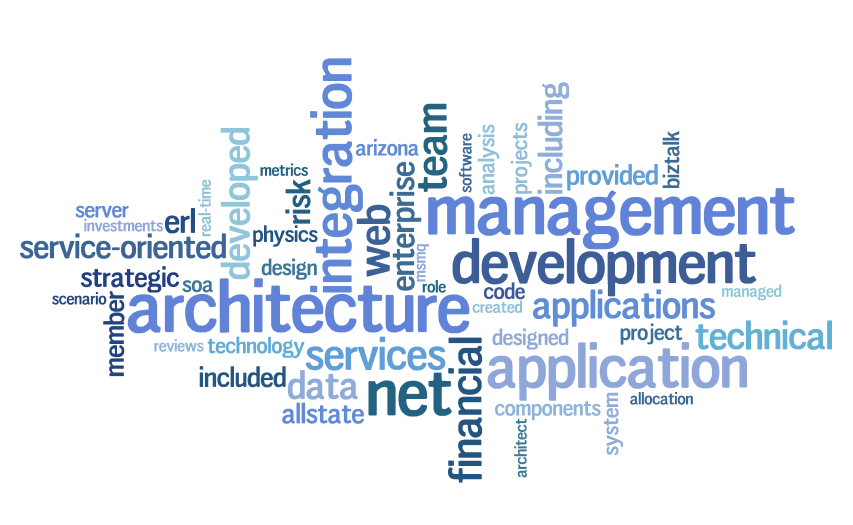 integration
including
team
developed
biztalk
software
analysis
projects
arizona
metrics
provided
enterprise
risk
real-time
management
web
server
erl
investments
physics
service-oriented
msmq
development
design
strategic
soa
role
code
managed
scenario
member
architecture
created
applications
designed
project
technical
reviews
technology
services
application
financial
included
data
net
allocation
allstate
components
system
architect